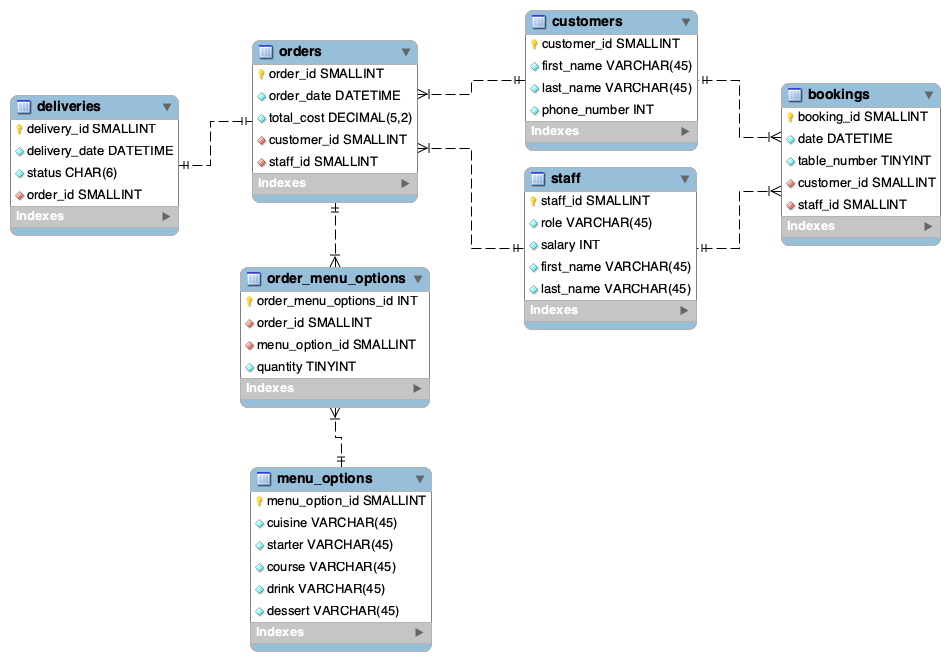 deliveries
delivery_id SMALLINT
delivery_date DATETIME
status CHAR(6)
order_id SMALLINT
Indexes
orders
order_id SMALLINT
order_date DATETIME
total_cost DECIMAL(5,2)
customer_id SMALLINT
staff_id SMALLINT
Indexes
customers
customer_id SMALLINT
first_name VARCHAR(45)
last_name VARCHAR(45)
phone_number INT
Indexes
bookings
booking_id SMALLINT
date DATETIME
table_number TINYINT
customer_id SMALLINT
staff_id SMALLINT
Indexes
staff
staff_id SMALLINT
role VARCHAR(45)
salary INT
first_name VARCHAR(45)
last_name VARCHAR(45)
Indexes
order_menu_options
order_menu_options_id INT
order_id SMALLINT
menu_option_id SMALLINT
quantity TINYINT
Indexes
menu_options
menu_option_id SMALLINT
cuisine VARCHAR(45)
starter VARCHAR(45)
course VARCHAR(45)
drink VARCHAR(45)
dessert VARCHAR(45)
Indexes